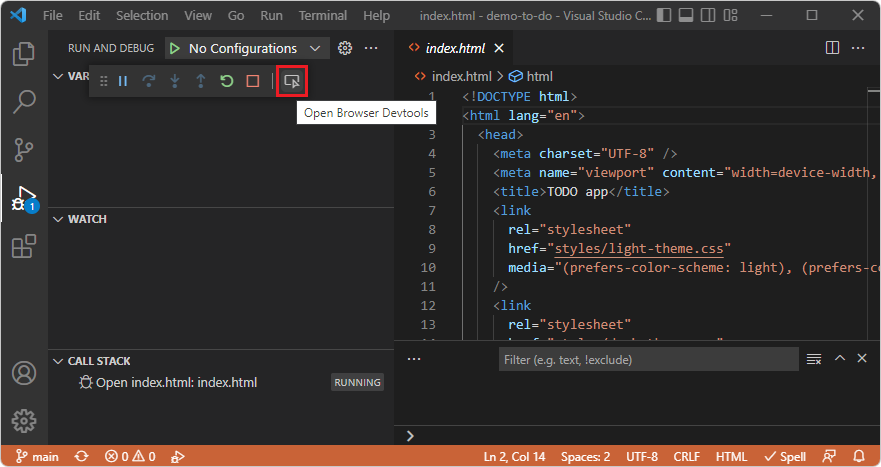 File Edit Selection View Go Run Terminal Help index.html - demo-to-do - Visual Studio C...
RUN AND DEBUG No Configurations
VAR
Open Browser Devtools
WATCH
CALL STACK
Open index.html: index.html RUNNING
index.html
index.html > html
1 <!DOCTYPE html>
<html lang="en">
3 <head>
4 <meta charset="UTF-8" />
5 <meta name="viewport" content="width=device-width,
6 <title>TODO app</title>
7 <link
8 rel="stylesheet"
9 href="styles/light-theme.css"
10 media="(prefers-color-scheme: light), (prefers-co
11 />
12 <link
13 rel="stylesheet"
Filter (e.g. text, !exclude)
1
main 0 0 Ln 2, Col 14 Spaces: 2 UTF-8 CRLF HTML Spell